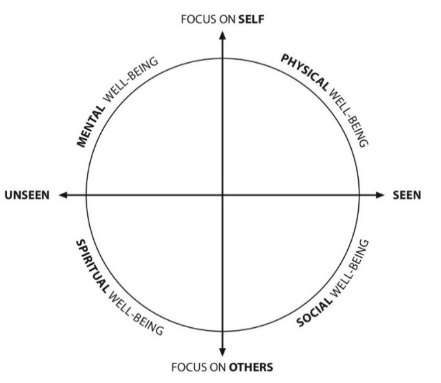 FOCUS ON SELF
MENTAL WELL-BEING
PHYSICAL WELL-BEING
UNSEEN
SEEN
SPIRITUAL WELL-BEING
SOCIAL WELL-BEING
FOCUS ON OTHERS